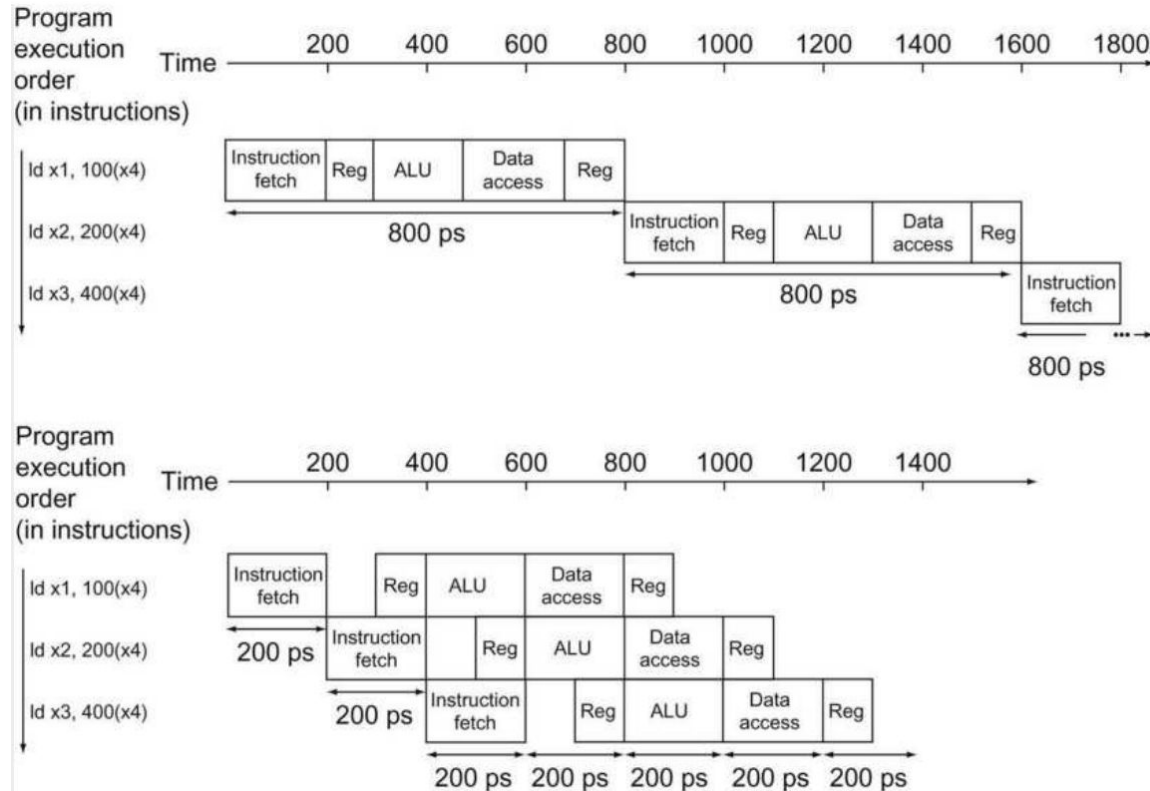 Program
execution
order
(in instructions)
Time
200 400 600 800 1000 1200 1400 1600 1800
ld x1, 100(x4)
Instruction fetch
Reg
ALU
Data access
Reg
800 ps
ld x2, 200(x4)
Instruction fetch
Reg
ALU
Data access
Reg
800 ps
ld x3, 400(x4)
Instruction fetch
...
800 ps
Program
execution
order
(in instructions)
Time
200 400 600 800 1000 1200 1400
ld x1, 100(x4)
Instruction fetch
Reg
ALU
Data access
Reg
200 ps
ld x2, 200(x4)
Instruction fetch
Reg
ALU
Data access
Reg
200 ps
ld x3, 400(x4)
Instruction fetch
Reg
ALU
Data access
Reg
200 ps 200 ps 200 ps 200 ps 200 ps